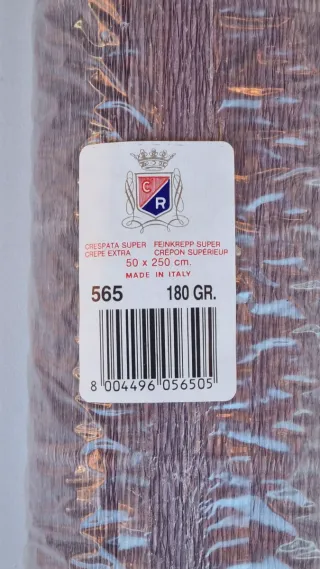 C
R
CRESPATA SUPER FEINKREPP SUPER
CREPE EXTRA CRÉPON SUPÉRIEUR
50 x 250 cm.
MADE IN ITALY
565 180 GR.
8 004496 056505